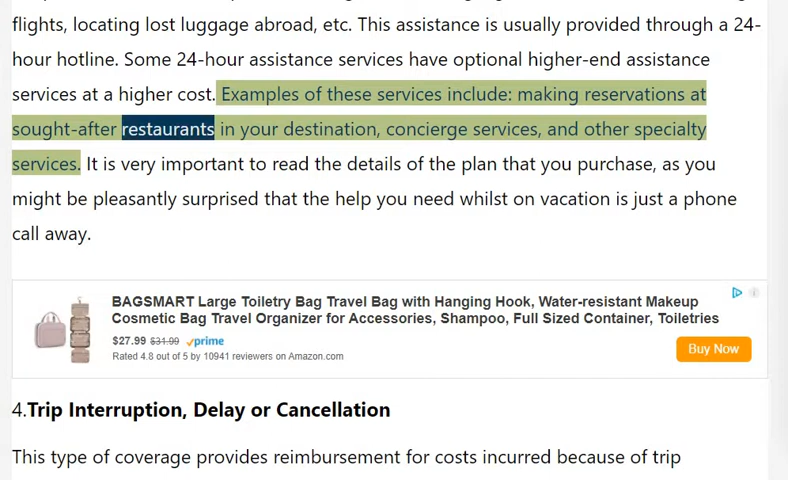 flights, locating lost luggage abroad, etc. This assistance is usually provided through a 24-
hour hotline. Some 24-hour assistance services have optional higher-end assistance
services at a higher cost. Examples of these services include: making reservations at
sought-after restaurants in your destination, concierge services, and other specialty
services. It is very important to read the details of the plan that you purchase, as you
might be pleasantly surprised that the help you need whilst on vacation is just a phone
call away.
BAGSMART Large Toiletry Bag Travel Bag with Hanging Hook, Water-resistant Makeup
Cosmetic Bag Travel Organizer for Accessories, Shampoo, Full Sized Container, Toiletries
$27.99 $31.99 prime
Rated 4.8 out of 5 by 10941 reviewers on Amazon.com
Buy Now
4.Trip Interruption, Delay or Cancellation
This type of coverage provides reimbursement for costs incurred because of trip